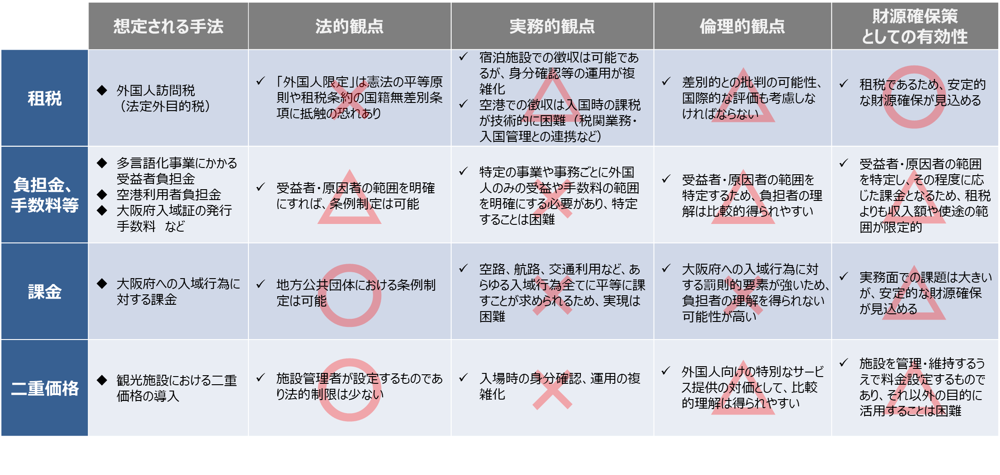 想定される手法
法的観点
実務的観点
倫理的観点
財源確保策
としての有効性
租税
◆ 外国人訪問税
（法定外目的税）
✓ 「外国人限定」は憲法の平等原
則や租税条約の国籍無差別条
項に抵触の恐れあり
✓ 宿泊施設での徴収は可能であ
るが、身分確認等の運用が複
雑化
✓ 空港での徴収は入国時の課税
が技術的に困難（税関業務・
入国管理との連携など）
✓ 差別的との批判の可能性、
国際的な評価も考慮しな
ければならない
✓ 租税であるため、安定的
な財源確保が見込める
負担金、
手数料等
◆ 多言語化事業にかかる
受益者負担金
◆ 空港利用者負担金
◆ 大阪府入域証の発行
手数料　など
✓ 受益者・原因者の範囲を明確
にすれば、条例制定は可能
✓ 特定の事業や事務ごとに外国
人のみの受益や手数料の範囲
を明確にする必要があり、特定
することは困難
✓ 受益者・原因者の範囲を
特定するため、負担者の理
解は比較的得られやすい
✓ 受益者・原因者の範囲
を特定し、その程度に応
じた課金となるため、租税
よりも収入額や使途の範
囲が限定的
課金
◆ 大阪府への入域行為に
対する課金
✓ 地方公共団体における条例制
定は可能
✓ 空路、航路、交通利用など、あ
らゆる入域行為全てに平等に課
すことが求められるため、実現は
困難
✓ 大阪府への入域行為に対
する罰則的要素が強いため、
負担者の理解を得られない
可能性が高い
✓ 実務面での課題は大きい
が、安定的な財源確保
が見込める
二重価格
◆ 観光施設における二重
価格の導入
✓ 施設管理者が設定するものであ
り法的制限は少ない
✓ 入場時の身分確認、運用の複
雑化
✓ 外国人向けの特別なサービ
ス提供の対価として、比較
的理解は得られやすい
✓ 施設を管理・維持するう
えで料金設定するもので
あり、それ以外の目的に
活用することは困難